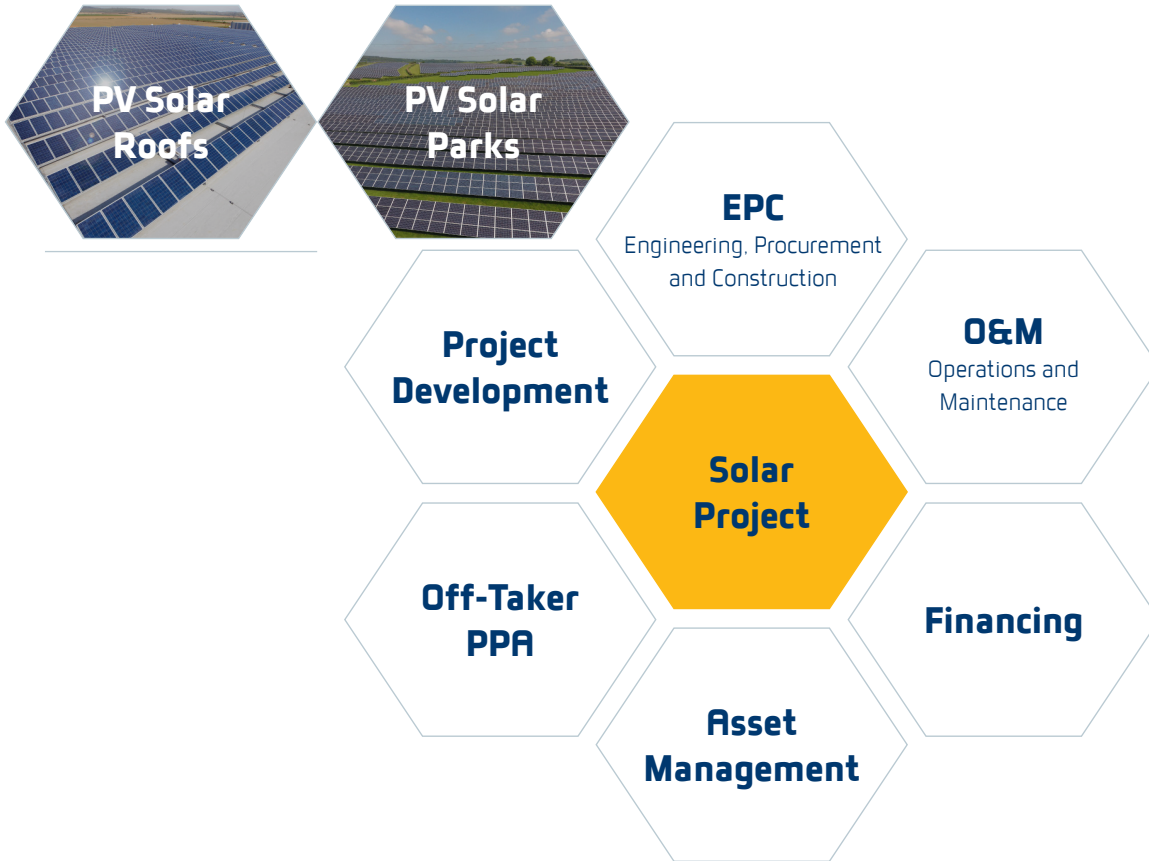 PV Solar
Roofs
PV Solar
Parks
EPC
Engineering, Procurement
and Construction
O&M
Operations and
Maintenance
Project
Development
Solar
Project
Off-Taker
PPA
Financing
Asset
Management